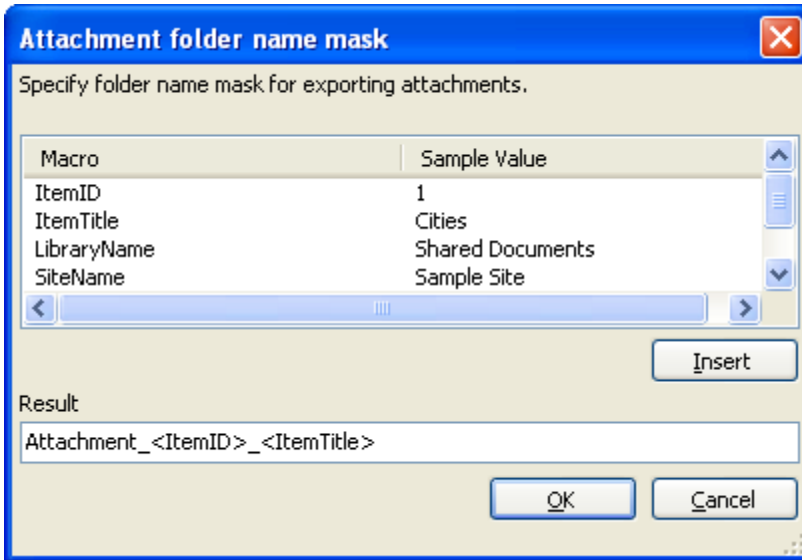 Attachment folder name mask
Specify folder name mask for exporting attachments.
Macro Sample Value
ItemID 1
ItemTitle Cities
LibraryName Shared Documents
SiteName Sample Site
Insert
Result
Attachment_<ItemID>_<ItemTitle>
OK Cancel